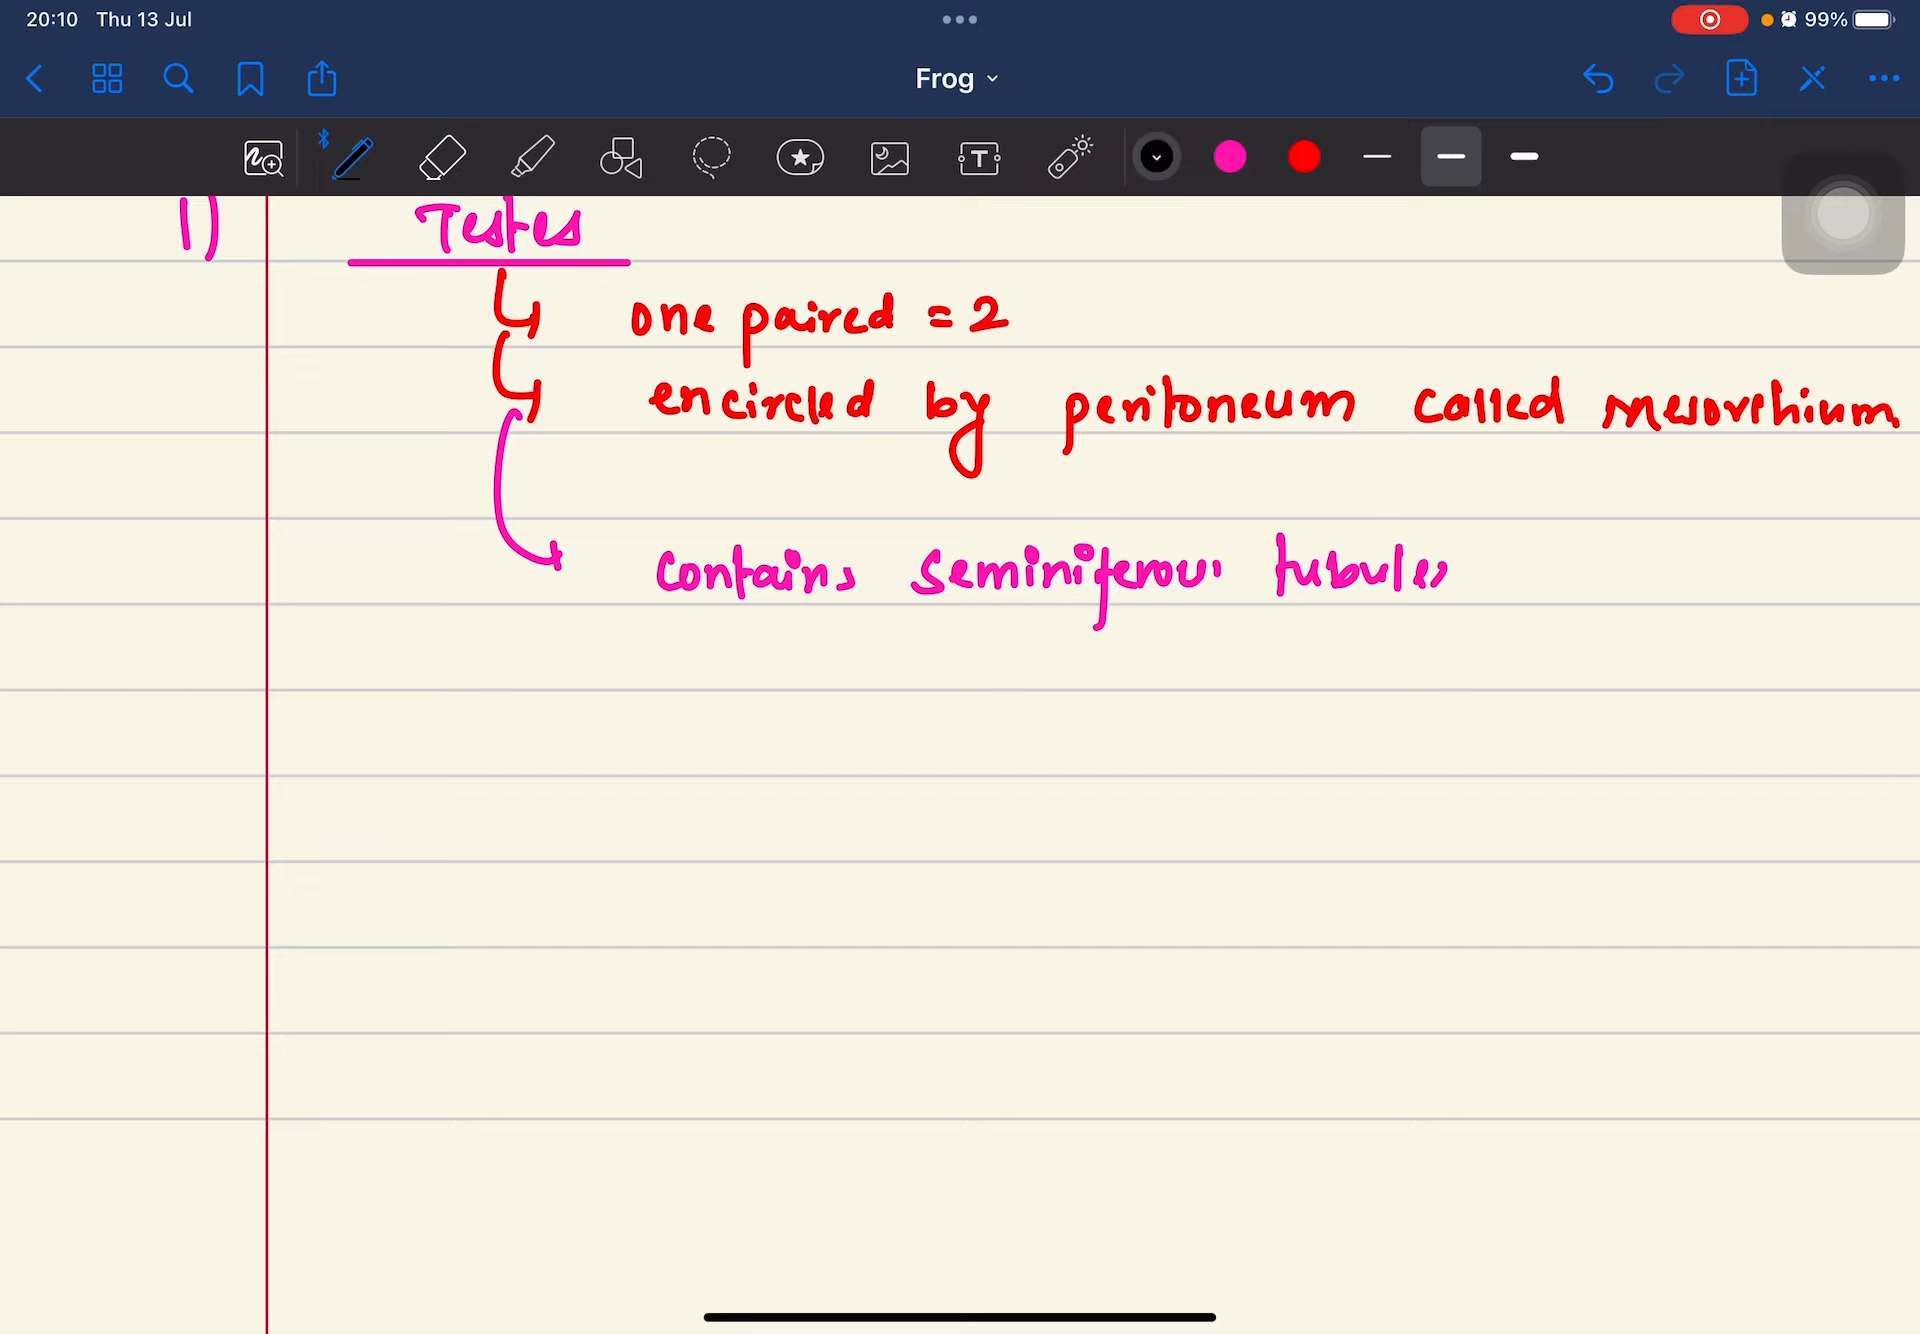 20:10 Thu 13 Jul
99%
Frog
T
1) Testes
one paired = 2
encircled by peritoneum called mesorchium
contains seminiferous tubules